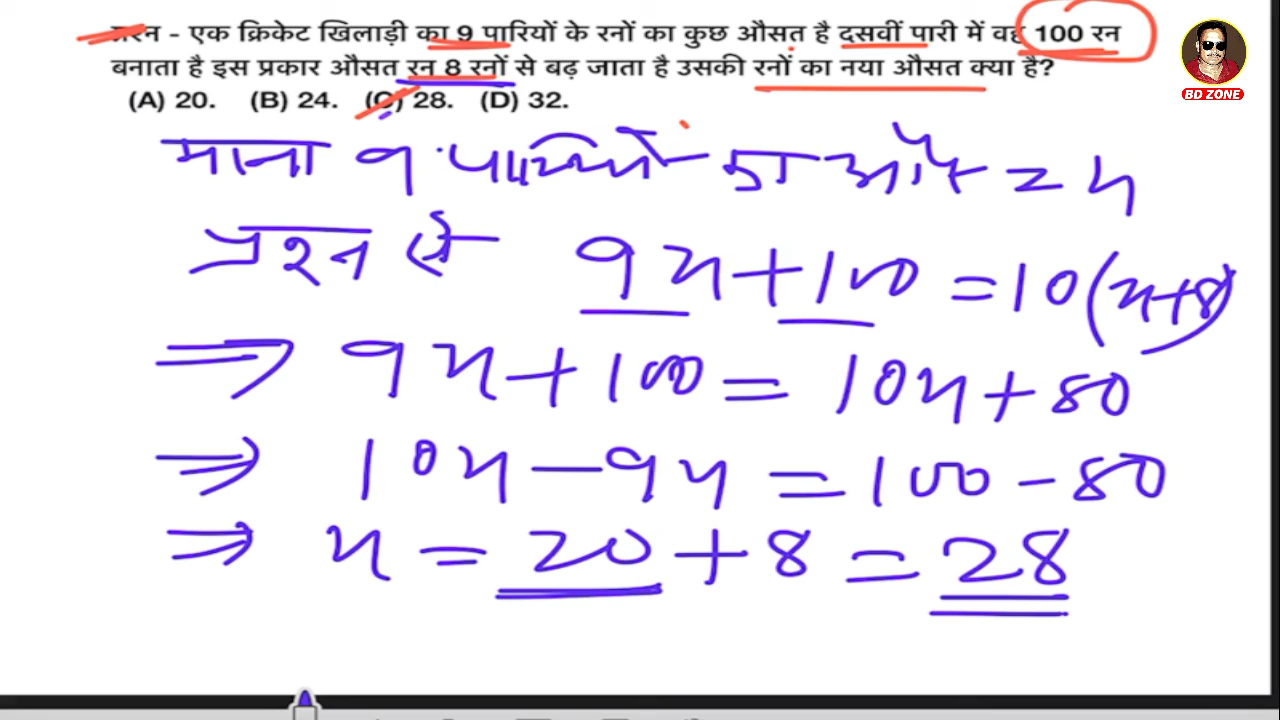 प्रश्न - एक क्रिकेट खिलाड़ी का 9 पारियों के रनों का कुछ औसत है दसवीं पारी में वह 100 रन
बनाता है इस प्रकार औसत रन 8 रनों से बढ़ जाता है उसकी रनों का नया औसत क्या है?
(A) 20. (B) 24. (C) 28. (D) 32.
BD ZONE
माना 9 पारियों का औसत = x
प्रश्न से 9x + 100 = 10(x+8)
⇒ 9x + 100 = 10x + 80
⇒ 10x - 9x = 100 - 80
⇒ x = 20 + 8 = 28